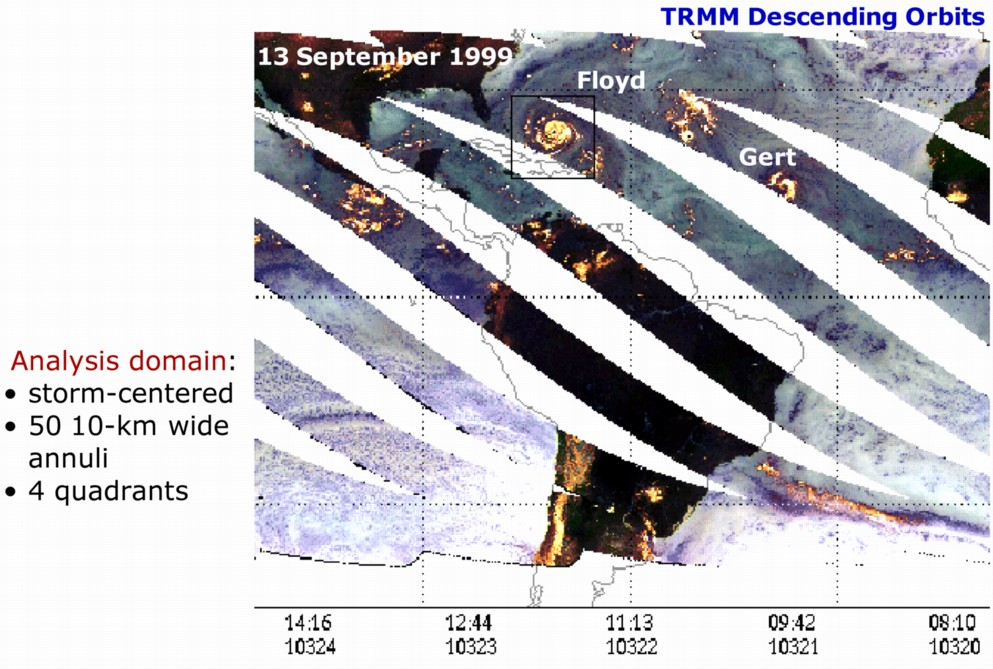 TRMM Descending Orbits
13 September 1999
Floyd
Gert
Analysis domain:
• storm-centered
• 50 10-km wide
annuli
• 4 quadrants
14:16 12:44 11:13 09:42 08:10
10324 10323 10322 10321 10320